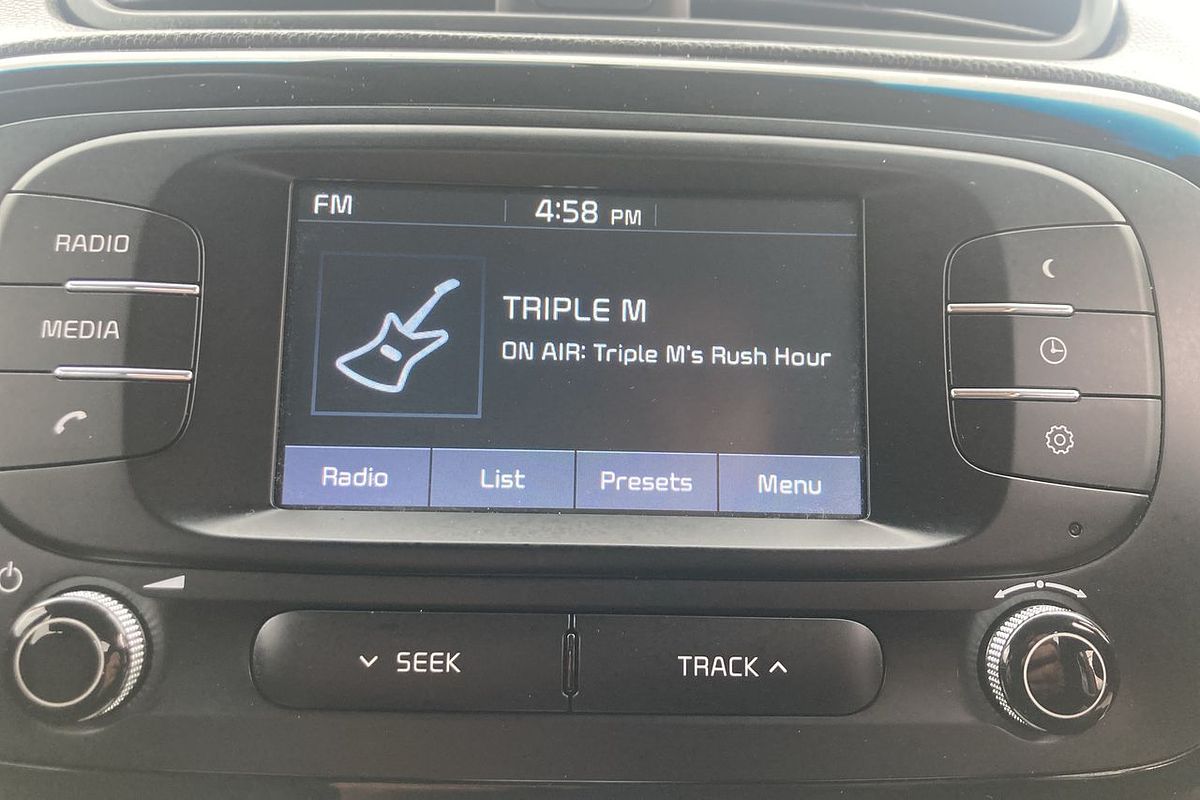 FM
4:58 PM
RADIO
MEDIA
TRIPLE M
ON AIR: Triple M's Rush Hour
Radio
List
Presets
Menu
SEEK
TRACK